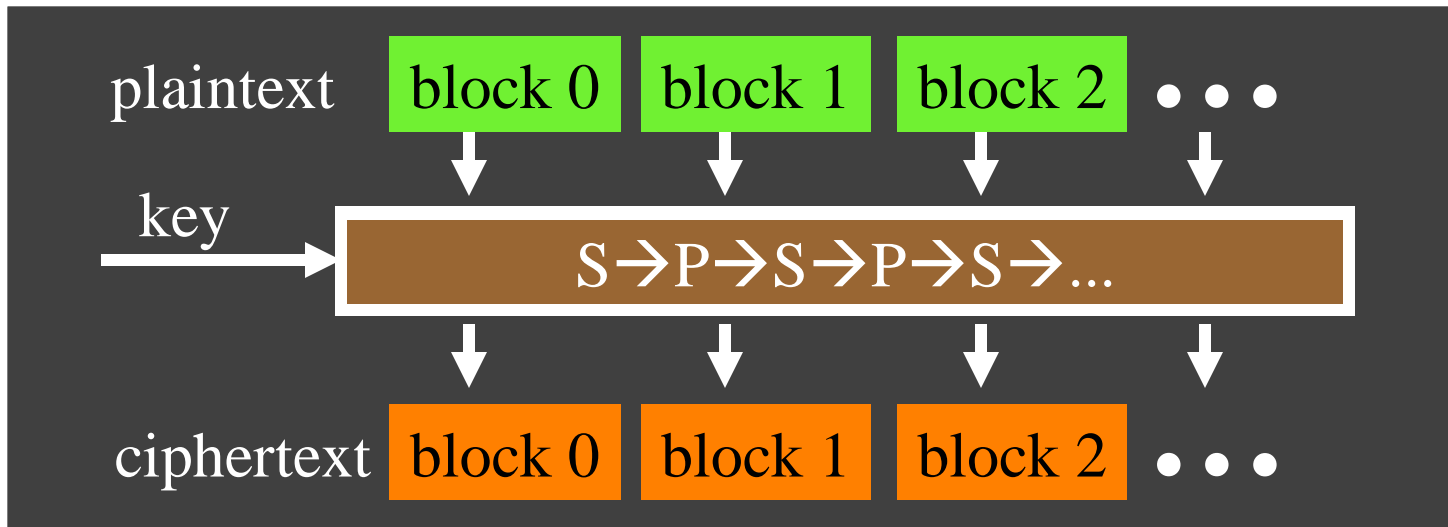 plaintext block 0 block 1 block 2 •••
key
S→P→S→P→S→...
ciphertext block 0 block 1 block 2 •••